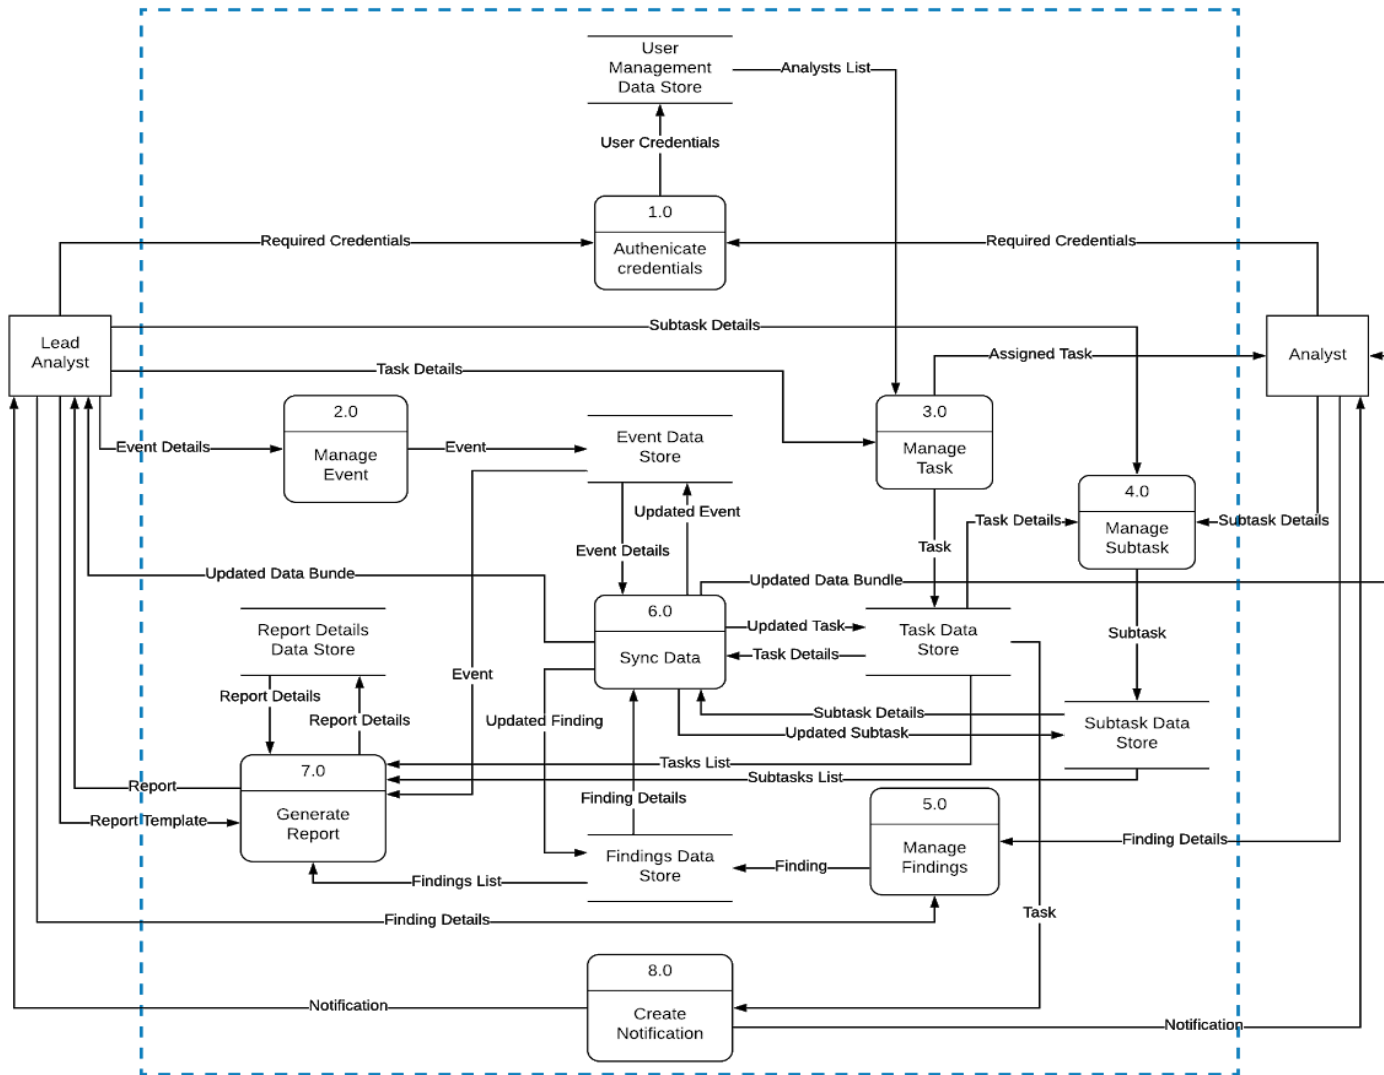 User
Management
Data Store
Analysts List
User Credentials
1.0
Authenicate
credentials
Required Credentials
Required Credentials
Lead
Analyst
Subtask Details
Analyst
Assigned Task
Task Details
2.0
Manage
Event
3.0
Manage
Task
Event Details
Event
Event Data
Store
4.0
Manage
Subtask
Updated Event
Task Details
Subtask Details
Event Details
Task
Updated Data Bunde
Updated Data Bundle
6.0
Sync Data
Report Details
Data Store
Updated Task
Task Data
Store
Subtask
Task Details
Event
Report Details
Report Details
Updated Finding
Subtask Details
Updated Subtask
Subtask Data
Store
7.0
Generate
Report
Tasks List
Subtasks List
Report
Finding Details
5.0
Manage
Findings
Report Template
Finding Details
Findings Data
Store
Finding
Findings List
Finding Details
Task
8.0
Create
Notification
Notification
Notification